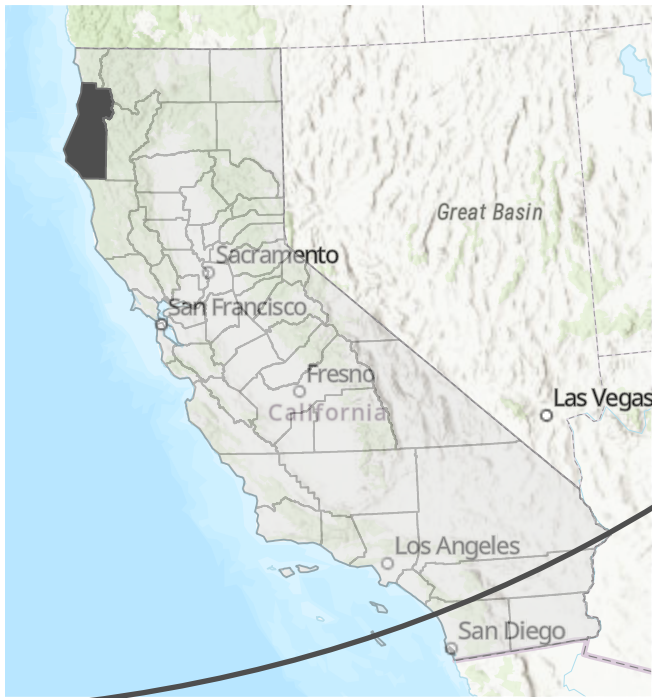 Great Basin
Sacramento
San Francisco
Fresno
California
Las Vegas
Los Angeles
San Diego